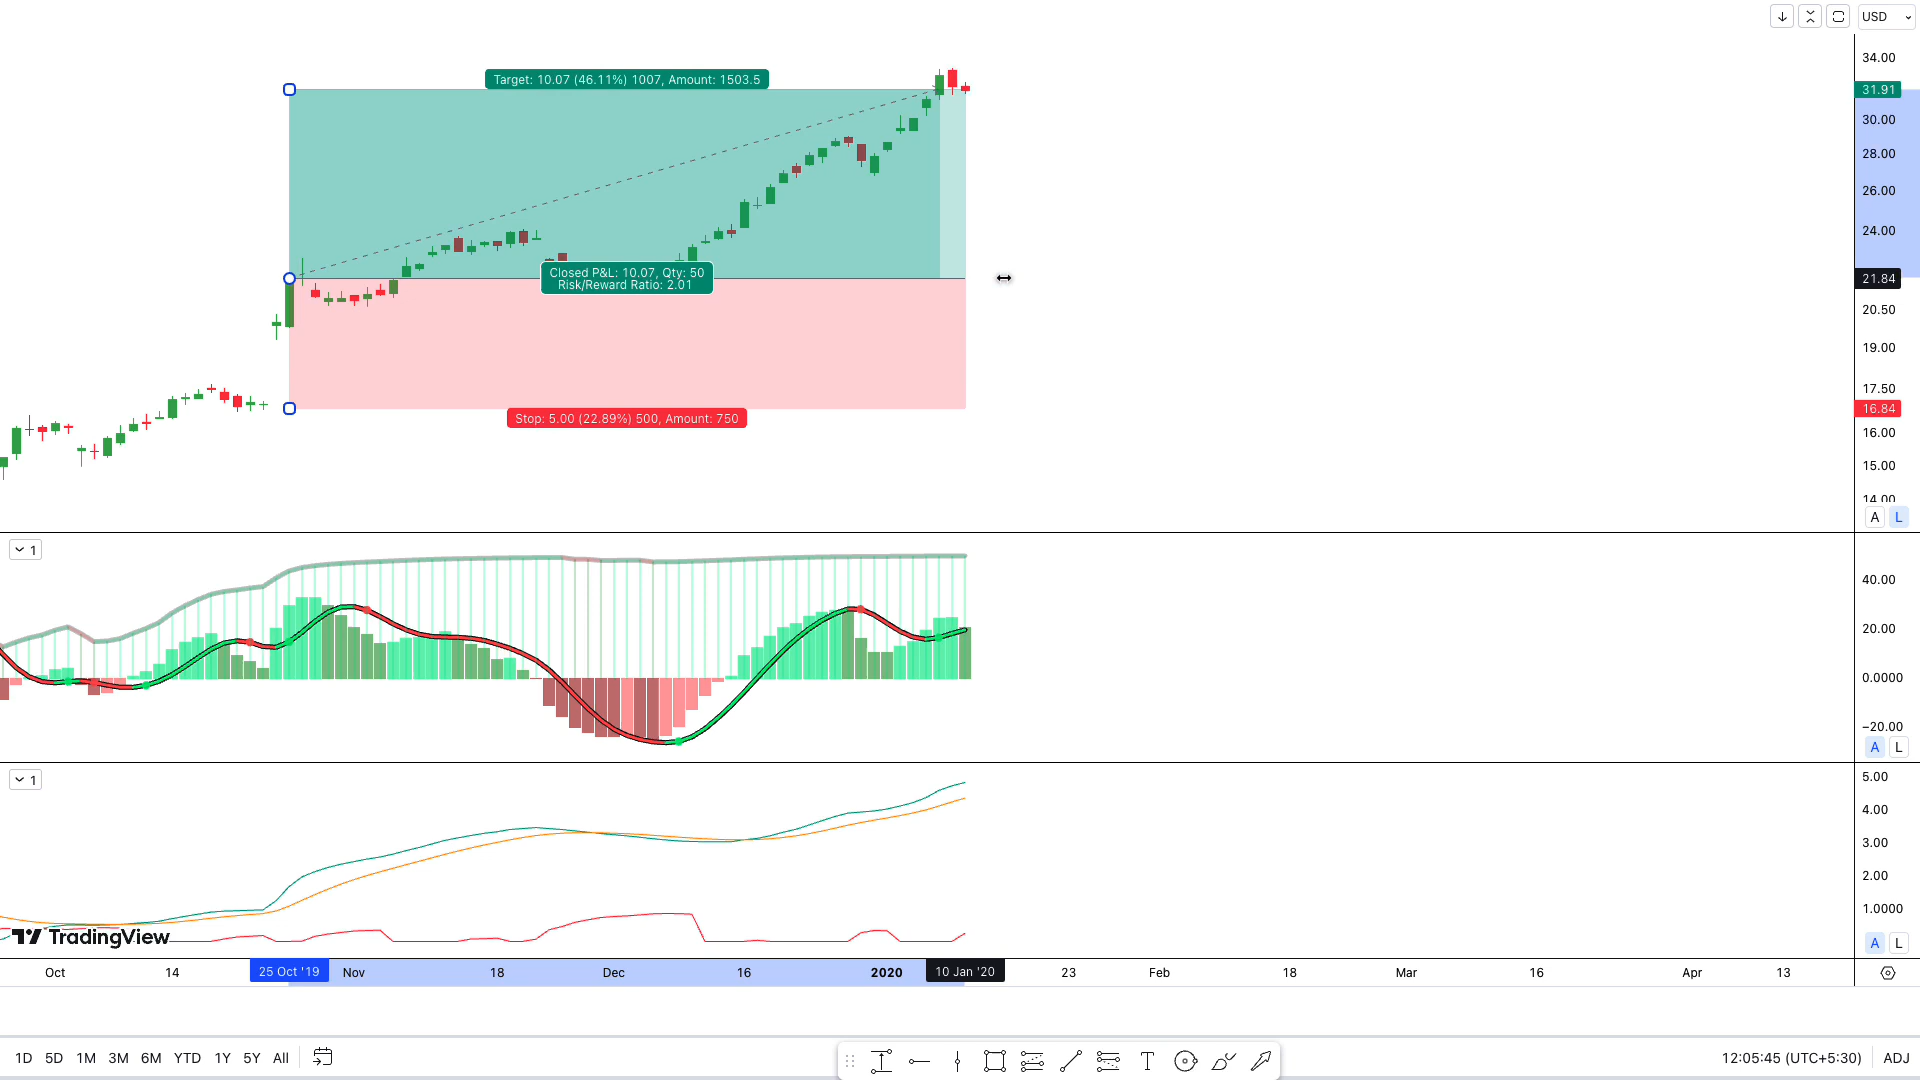 USD
Target: 10.07 (46.11%) 1007, Amount: 1503.5
Closed P&L: 10.07, Qty: 50
Risk/Reward Ratio: 2.01
Stop: 5.00 (22.89%) 500, Amount: 750
34.00
31.91
30.00
28.00
26.00
24.00
21.84
20.50
19.00
17.50
16.84
16.00
15.00
14.00
A L
1
40.00
20.00
0.0000
−20.00
A L
1
5.00
4.00
3.00
2.00
1.0000
A L
TradingView
Oct 14 25 Oct '19 Nov 18 Dec 16 2020 10 Jan '20 23 Feb 18 Mar 16 Apr 13
1D 5D 1M 3M 6M YTD 1Y 5Y All
T
12:05:45 (UTC+5:30) ADJ